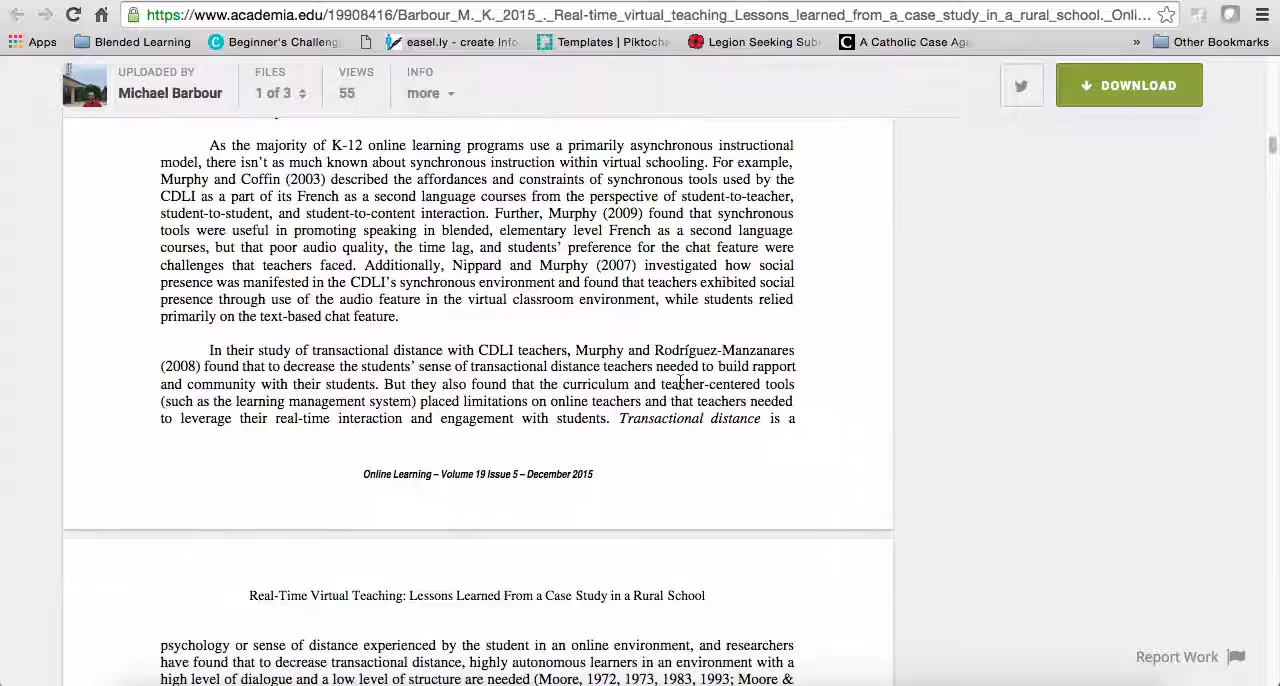 https://www.academia.edu/19908416/Barbour_M._K._2015_._Real-time_virtual_teaching_Lessons_learned_from_a_case_study_in_a_rural_school._Onli...
Apps Blended Learning Beginner's Challeng easel.ly - create Info Templates | Piktocha Legion Seeking Sub A Catholic Case Aga » Other Bookmarks
UPLOADED BY FILES VIEWS INFO
Michael Barbour 1 of 3 55 more
DOWNLOAD
As the majority of K-12 online learning programs use a primarily asynchronous instructional
model, there isn't as much known about synchronous instruction within virtual schooling. For example,
Murphy and Coffin (2003) described the affordances and constraints of synchronous tools used by the
CDLI as a part of its French as a second language courses from the perspective of student-to-teacher,
student-to-student, and student-to-content interaction. Further, Murphy (2009) found that synchronous
tools were useful in promoting speaking in blended, elementary level French as a second language
courses, but that poor audio quality, the time lag, and students' preference for the chat feature were
challenges that teachers faced. Additionally, Nippard and Murphy (2007) investigated how social
presence was manifested in the CDLI's synchronous environment and found that teachers exhibited social
presence through use of the audio feature in the virtual classroom environment, while students relied
primarily on the text-based chat feature.
In their study of transactional distance with CDLI teachers, Murphy and Rodríguez-Manzanares
(2008) found that to decrease the students' sense of transactional distance teachers needed to build rapport
and community with their students. But they also found that the curriculum and teacher-centered tools
(such as the learning management system) placed limitations on online teachers and that teachers needed
to leverage their real-time interaction and engagement with students. Transactional distance is a
Online Learning – Volume 19 Issue 5 – December 2015
Real-Time Virtual Teaching: Lessons Learned From a Case Study in a Rural School
psychology or sense of distance experienced by the student in an online environment, and researchers
have found that to decrease transactional distance, highly autonomous learners in an environment with a
high level of dialogue and a low level of structure are needed (Moore, 1972, 1973, 1983, 1993; Moore &
Report Work